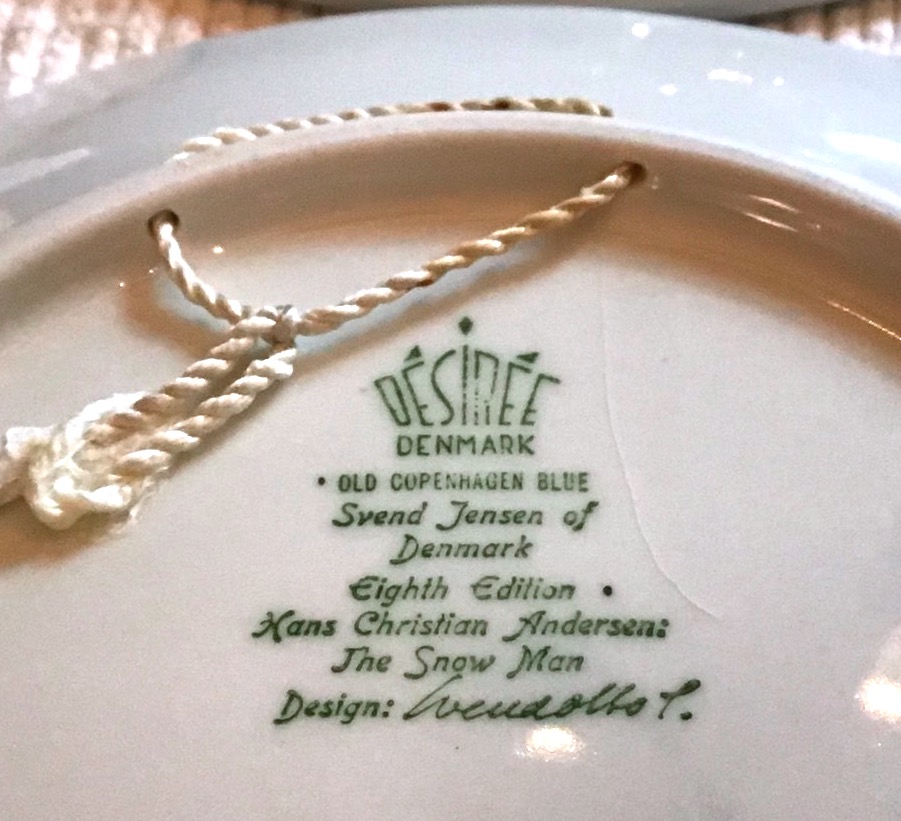 DÉSIRÉE
DENMARK
• OLD COPENHAGEN BLUE
Svend Jensen of
Denmark
Eighth Edition •
Hans Christian Andersen:
The Snow Man
Design: